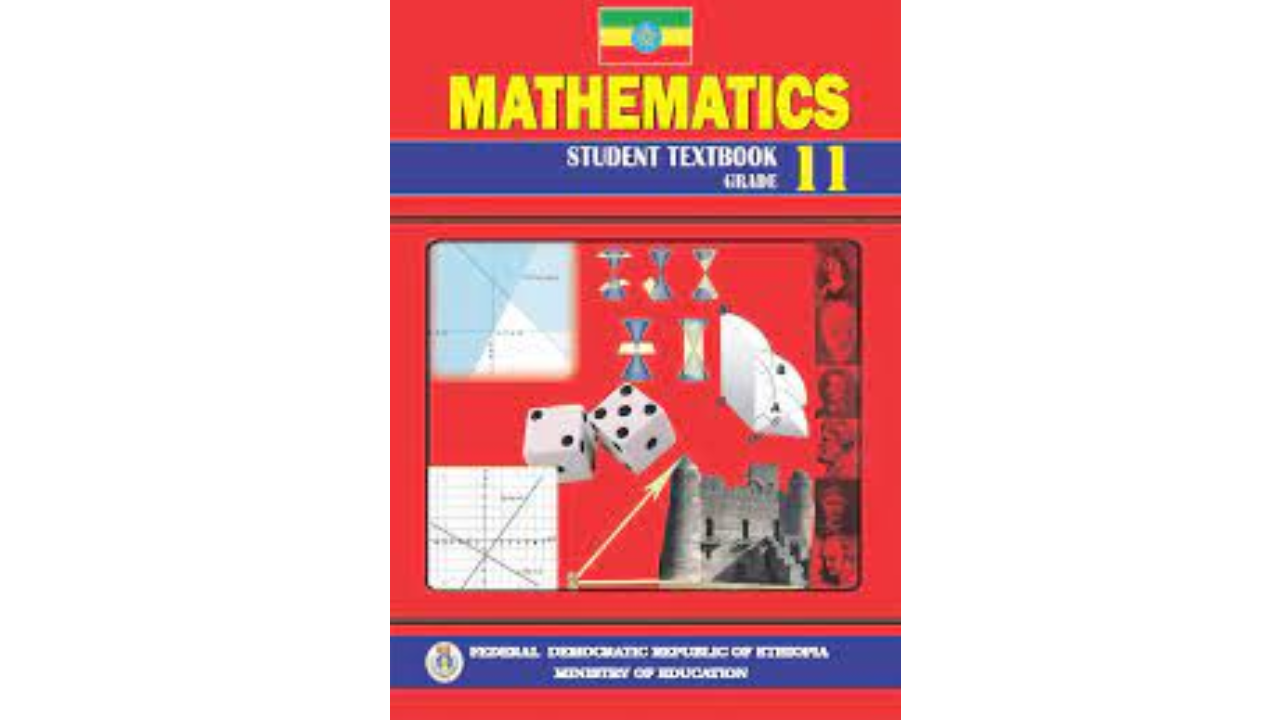 MATHEMATICS
STUDENT TEXTBOOK
GRADE 11
A
FEDERAL DEMOCRATIC REPUBLIC OF ETHIOPIA
MINISTRY OF EDUCATION